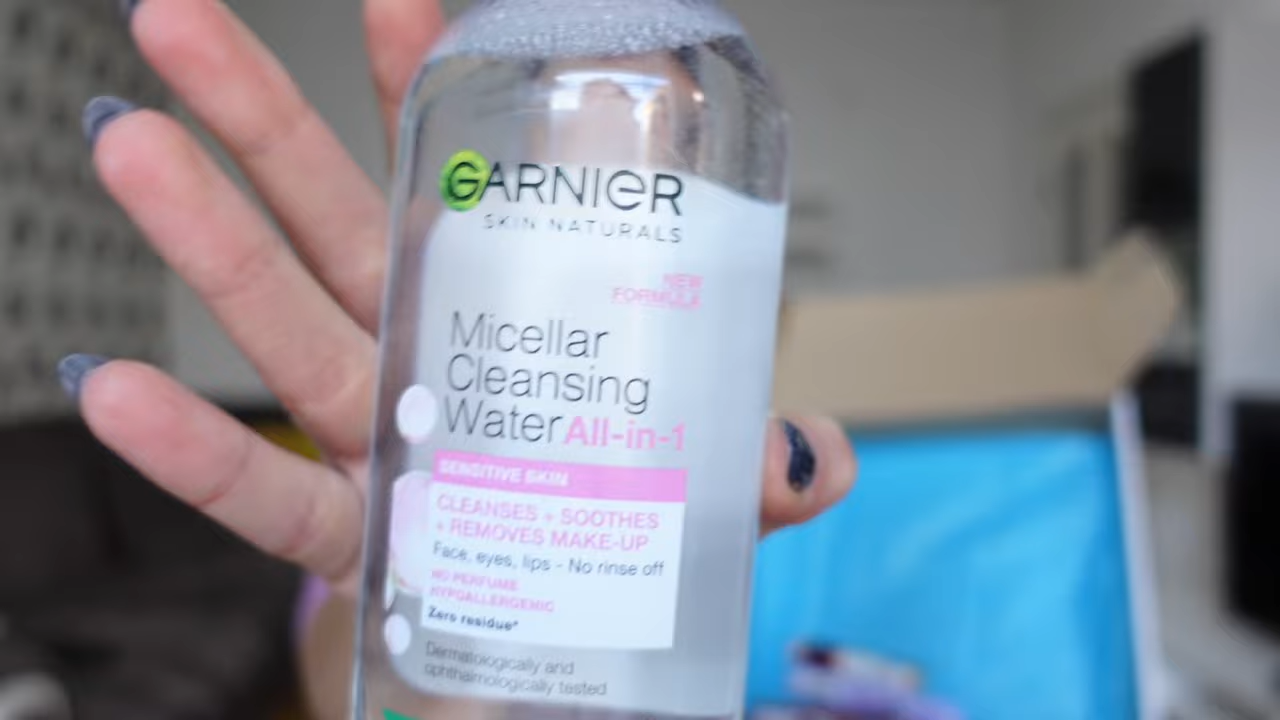 GARNIER
SKIN NATURALS
NEW
FORMULA
Micellar
Cleansing
Water All-in-1
SENSITIVE SKIN
CLEANSES + SOOTHES
+ REMOVES MAKE-UP
Face, eyes, lips - No rinse off
NO PERFUME
HYPOALLERGENIC
Zero residue*
Dermatologically and
ophthalmologically tested